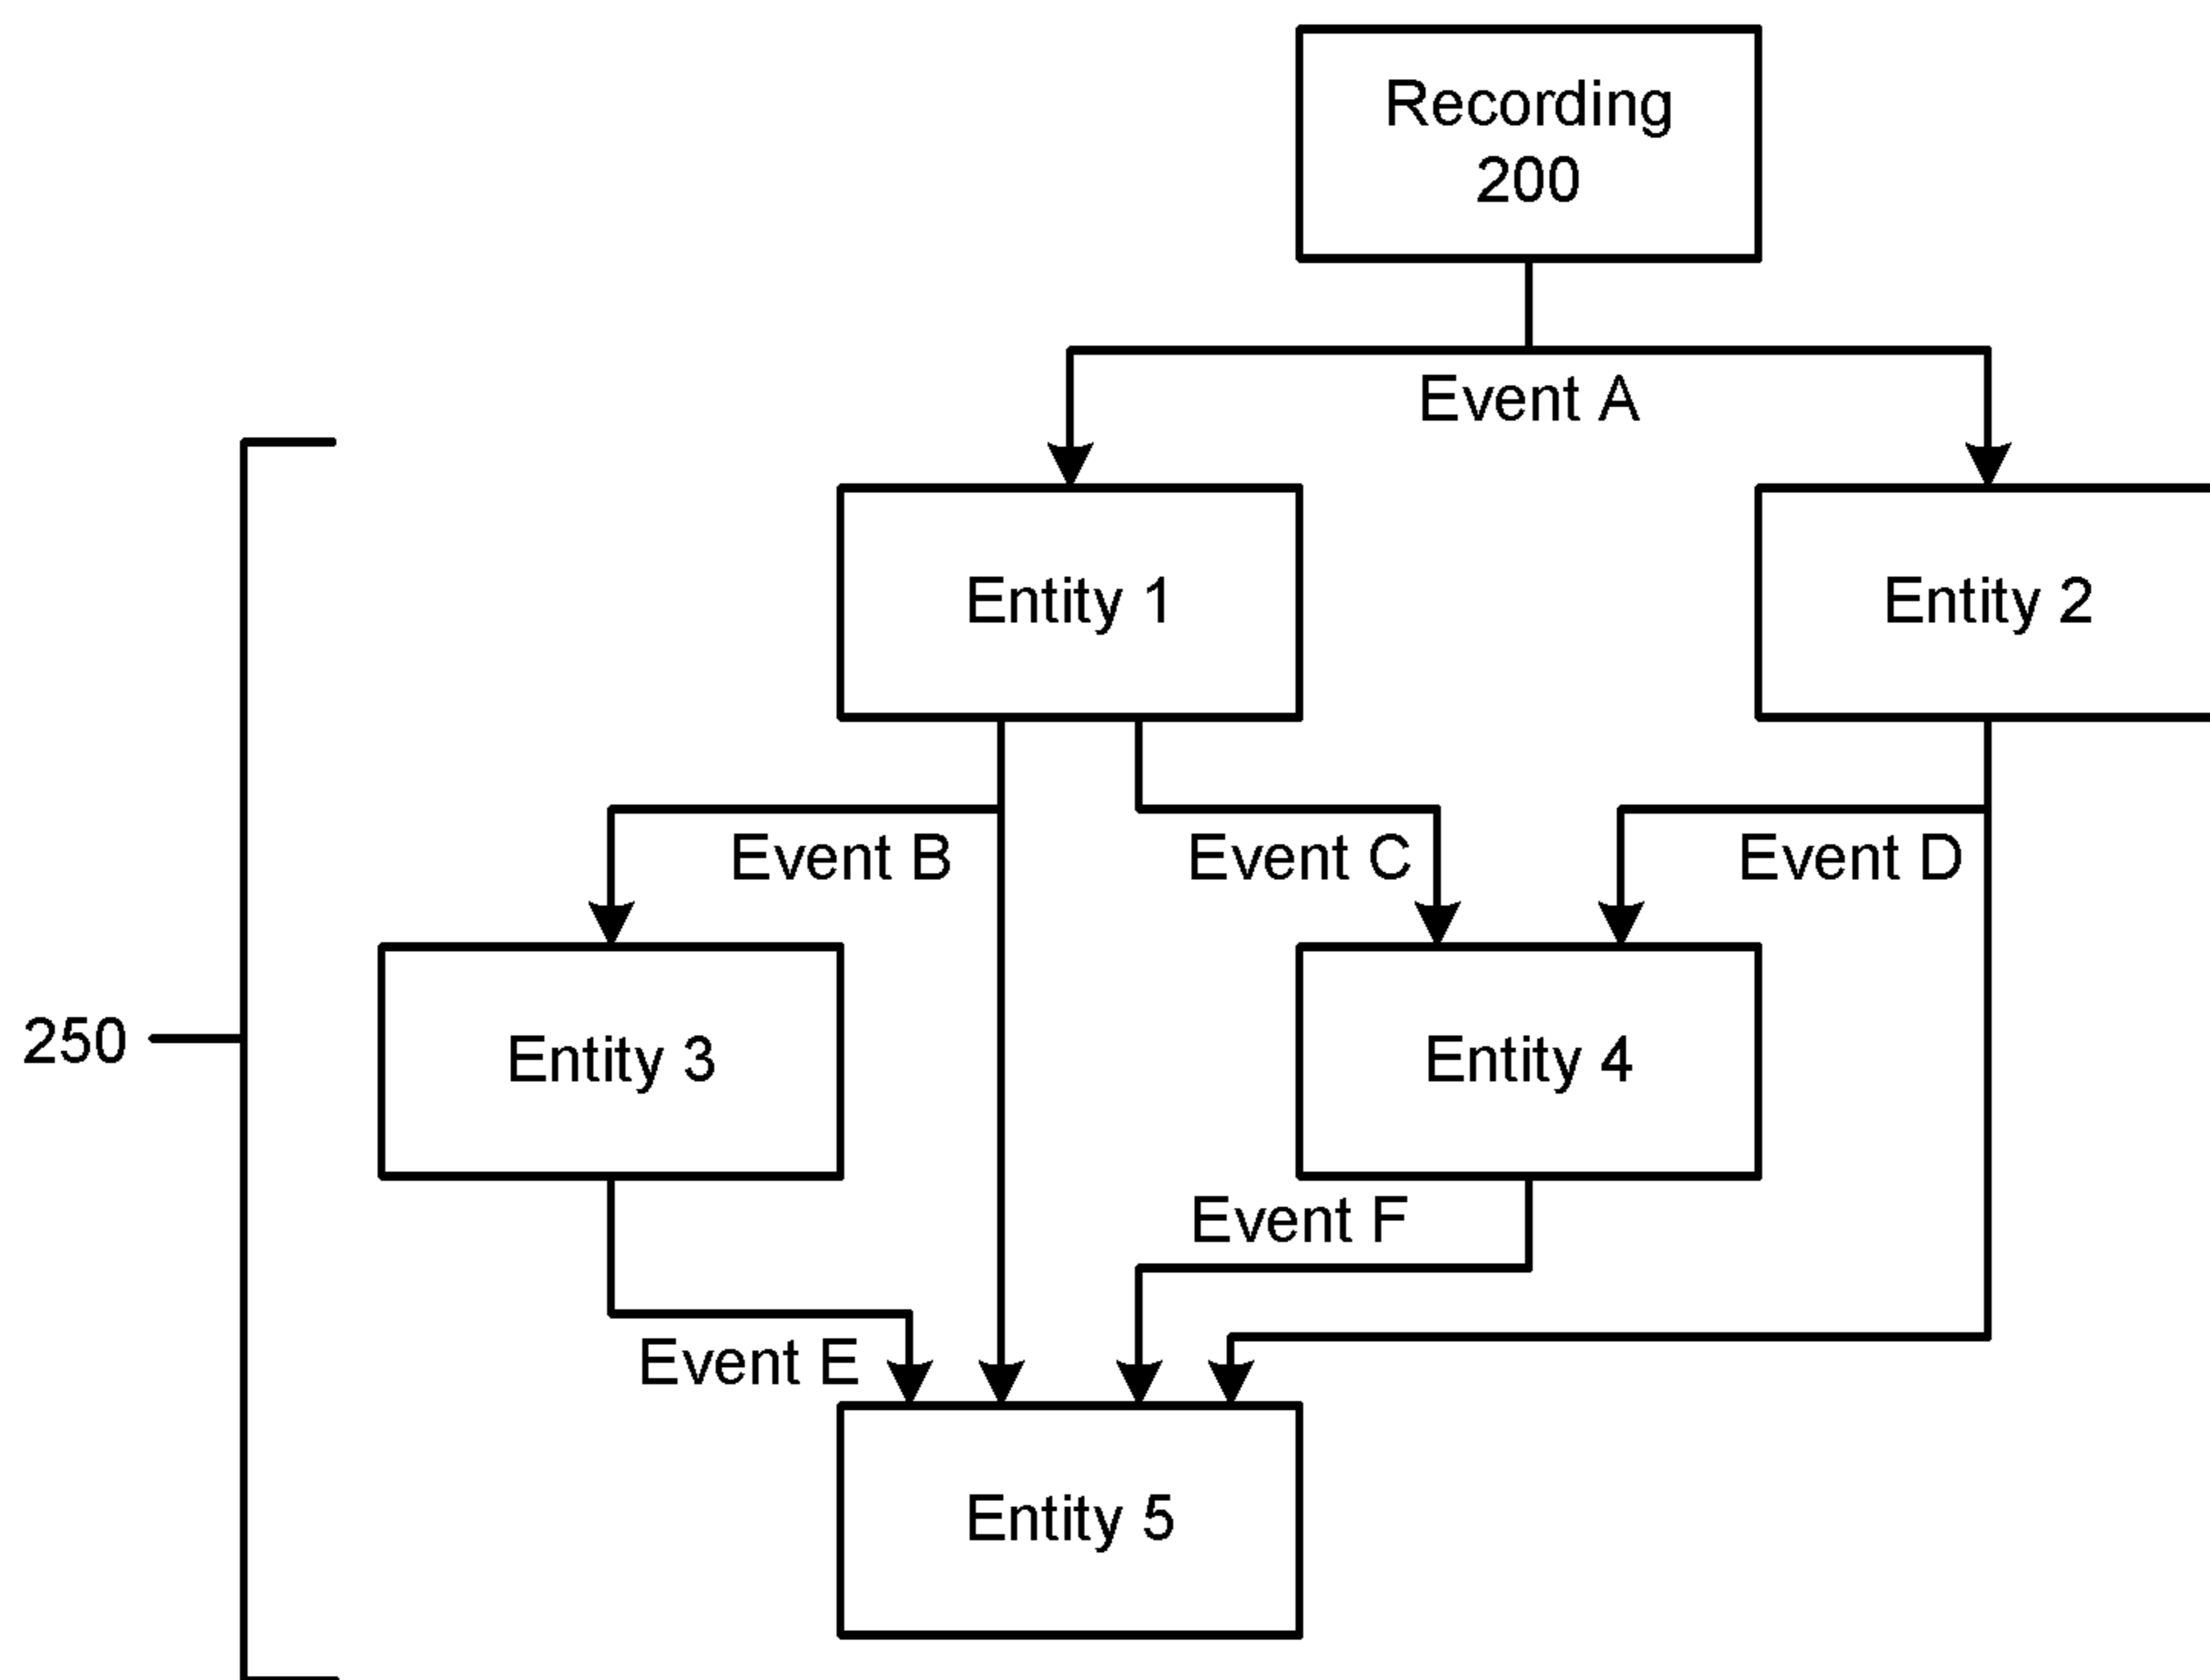 Recording
200
Event A
Entity 1
Entity 2
Event B
Event C
Event D
250
Entity 3
Entity 4
Event F
Event E
Entity 5